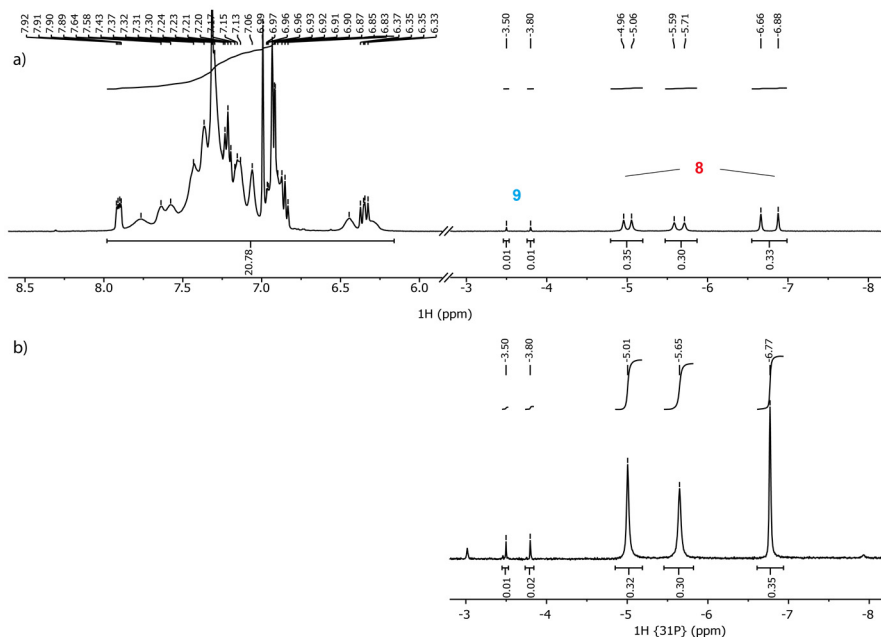 7.92 7.91 7.90 7.89 7.64 7.58 7.43 7.37 7.32 7.31 7.30 7.24 7.23 7.21 7.20 7.17 7.15 7.13 7.06 6.99 6.97 6.96 6.96 6.93 6.92 6.91 6.90 6.87 6.85 6.83 6.37 6.35 6.35 6.33
-3.50 -3.80 -4.96 -5.06 -5.59 -5.71 -6.66 -6.88
a)
8
9
20.78 0.01 0.01 0.35 0.30 0.33
8.5 8.0 7.5 7.0 6.5 6.0 -3 -4 -5 -6 -7 -8
1H (ppm)
b)
-3.50 -3.80 -5.01 -5.65 -6.77
0.01 0.02 0.32 0.30 0.35
-3 -4 -5 -6 -7 -8
1H {31P} (ppm)